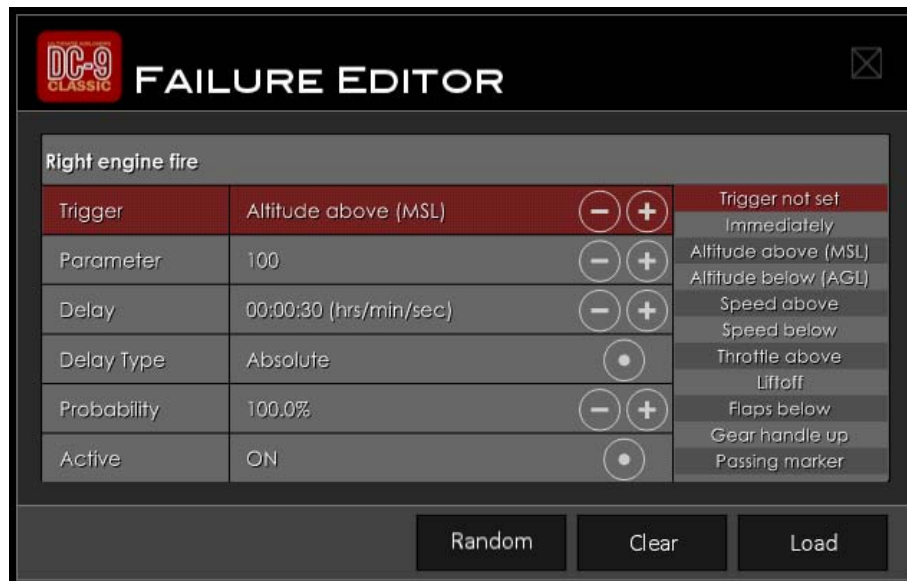 DC-9
CLASSIC
FAILURE EDITOR
Right engine fire
Trigger Altitude above (MSL) - +
Parameter 100 - +
Delay 00:00:30 (hrs/min/sec) - +
Delay Type Absolute
Probability 100.0% - +
Active ON
Trigger not set
Immediately
Altitude above (MSL)
Altitude below (AGL)
Speed above
Speed below
Throttle above
Liftoff
Flaps below
Gear handle up
Passing marker
Random Clear Load